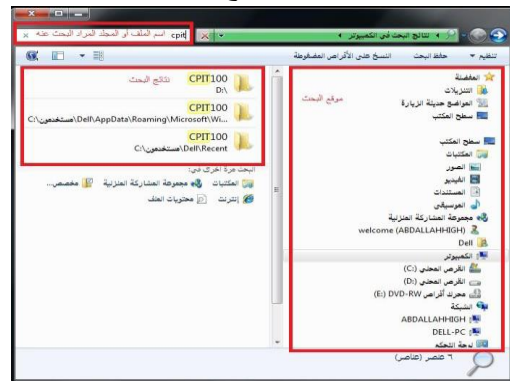 نتائج البحث في الكمبيوتر
cpit اسم الملف أو المجلد المراد البحث عنه
تنظيم
حفظ البحث
النسخ على الأقراص المضغوطة
المفضلة
التنزيلات
المواضع حديثة الزيارة
سطح المكتب
موقع البحث
سطح المكتب
المكتبات
الصور
الفيديو
المستندات
الموسيقى
مجموعة المشاركة المنزلية
welcome (ABDALLAHHIGH)
Dell
الكمبيوتر
القرص المحلي (C:)
القرص المحلي (D:)
محرك أقراص DVD-RW (E:)
الشبكة
ABDALLAHHIGH
DELL-PC
لوحة التحكم
CPIT100 نتائج البحث
D:\
CPIT100
C:\مستخدمون\Dell\AppData\Roaming\Microsoft\Wi...
CPIT100
C:\مستخدمون\Dell\Recent
البحث مرة أخرى في:
المكتبات مجموعة المشاركة المنزلية مخصص...
إنترنت محتويات الملف
٦ عنصر (عناصر)